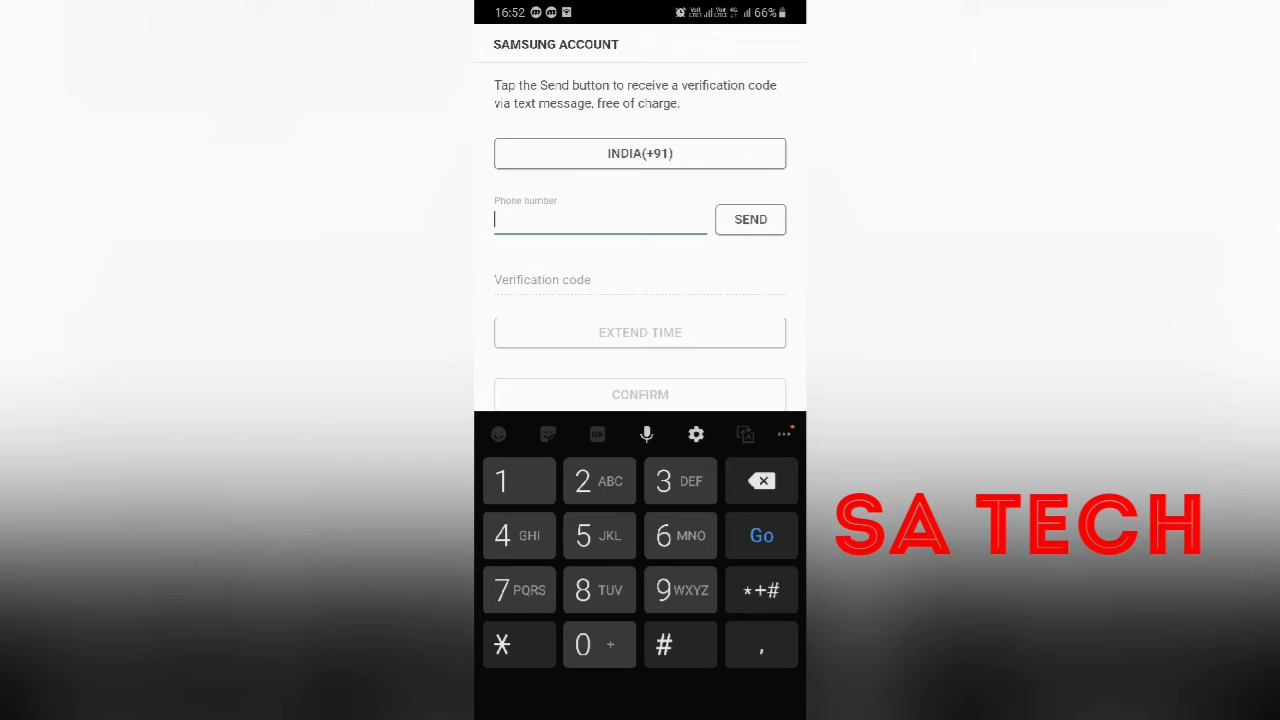 16:52 66%
SAMSUNG ACCOUNT
Tap the Send button to receive a verification code
via text message, free of charge.
INDIA(+91)
Phone number
SEND
Verification code
EXTEND TIME
CONFIRM
GIF
1 2 ABC 3 DEF
4 GHI 5 JKL 6 MNO Go
7 PQRS 8 TUV 9 WXYZ *+#
* 0 + # ,
SA TECH